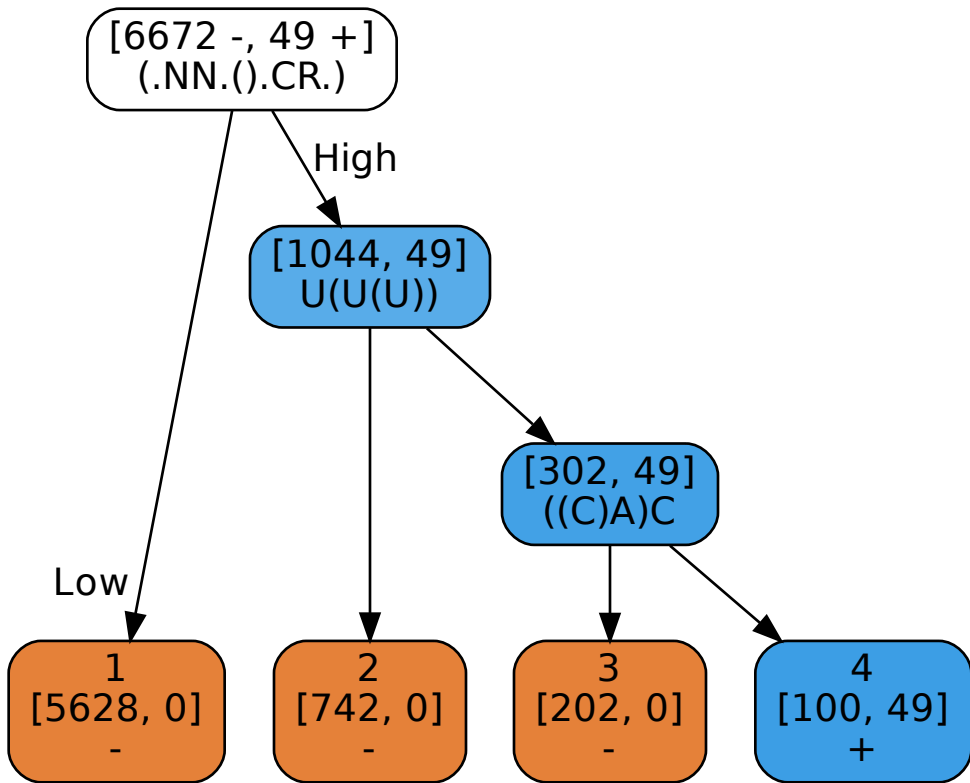 [6672 -, 49 +]
(.NN.().CR.)
High
[1044, 49]
U(U(U))
[302, 49]
((C)A)C
Low
1
[5628, 0]
-
2
[742, 0]
-
3
[202, 0]
-
4
[100, 49]
+